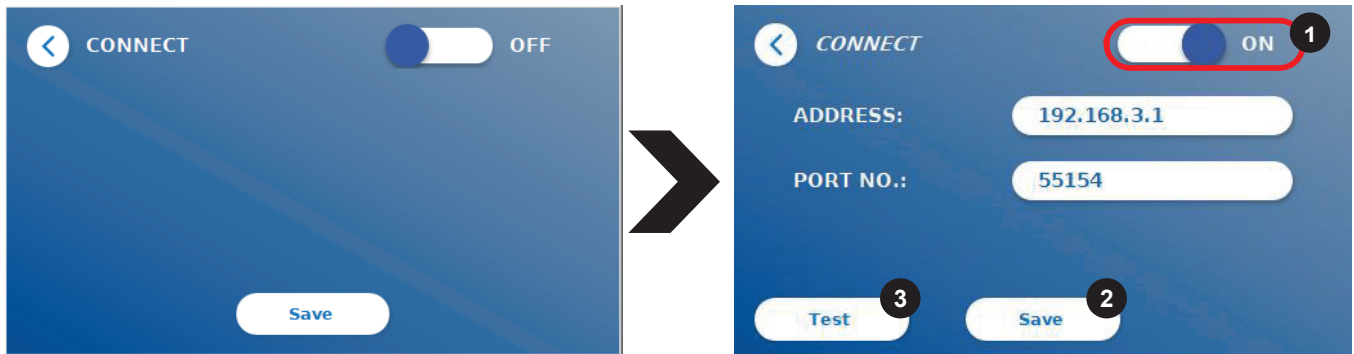 CONNECT OFF
Save
CONNECT ON 1
ADDRESS: 192.168.3.1
PORT NO.: 55154
Test 3 Save 2